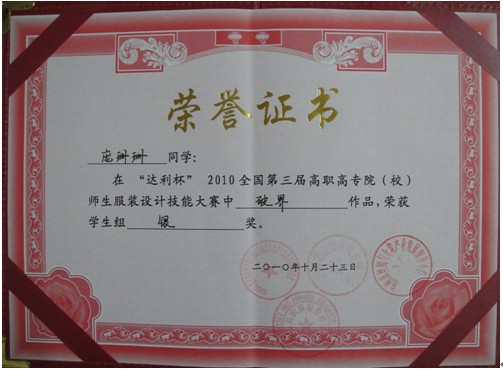 荣誉证书
庞珊珊 同学:
在“达利杯”2010全国第三届高职高专院(校)
师生服装设计技能大赛中 破界 作品,荣获
学生组 银 奖。
二〇一〇年十月二十三日